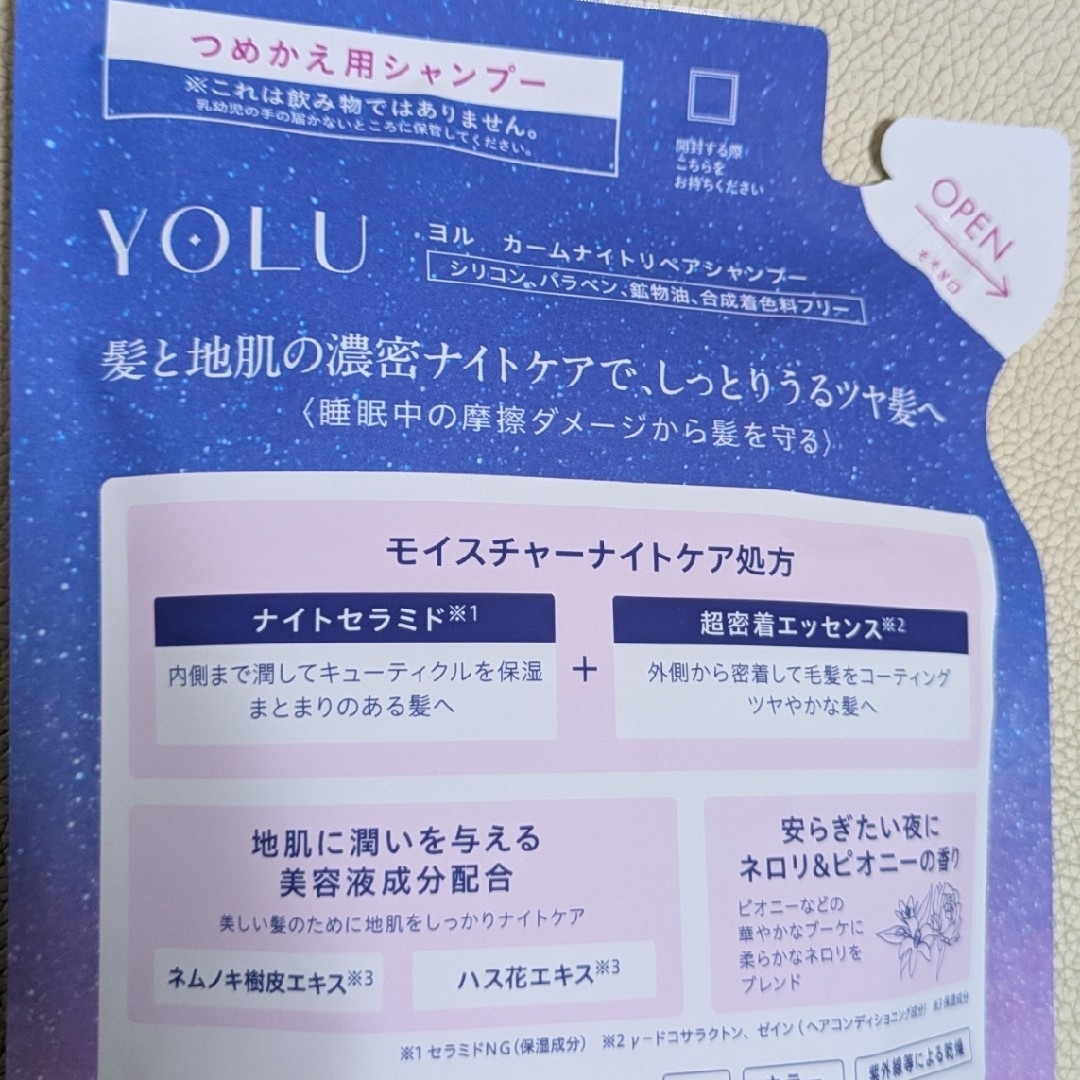 つめかえ用シャンプー
※これは飲み物ではありません。
乳幼児の手の届かないところに保管してください。
開封する際
こちらを
お持ちください
OPEN
YOLU
ヨル カームナイトリペアシャンプー
シリコン、パラベン、鉱物油、合成着色料フリー
髪と地肌の濃密ナイトケアで、しっとりうるツヤ髪へ
〈睡眠中の摩擦ダメージから髪を守る〉
モイスチャーナイトケア処方
ナイトセラミド※1
内側まで潤してキューティクルを保湿
まとまりのある髪へ
+
超密着エッセンス※2
外側から密着して毛髪をコーティング
ツヤやかな髪へ
地肌に潤いを与える
美容液成分配合
美しい髪のために地肌をしっかりナイトケア
ネムノキ樹皮エキス※3
ハス花エキス※3
安らぎたい夜に
ネロリ&ピオニーの香り
ピオニーなどの
華やかなブーケに
柔らかなネロリを
ブレンド
※1 セラミドNG(保湿成分) ※2 γ-ドコサラクトン、ゼイン(ヘアコンディショニング成分) ※3 保湿成分
紫外線等による乾燥